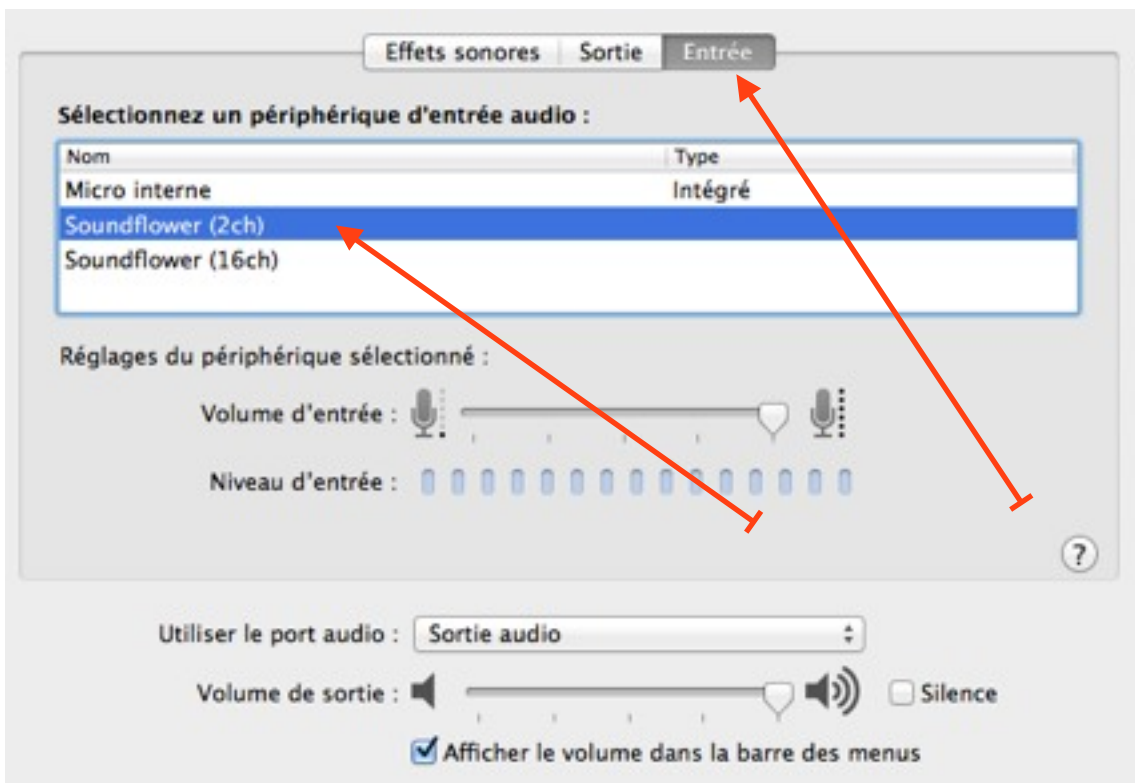 Effets sonores Sortie Entrée
Sélectionnez un périphérique d'entrée audio :
Nom Type
Micro interne Intégré
Soundflower (2ch)
Soundflower (16ch)
Réglages du périphérique sélectionné :
Volume d'entrée :
Niveau d'entrée :
?
Utiliser le port audio : Sortie audio
Volume de sortie : Silence
Afficher le volume dans la barre des menus